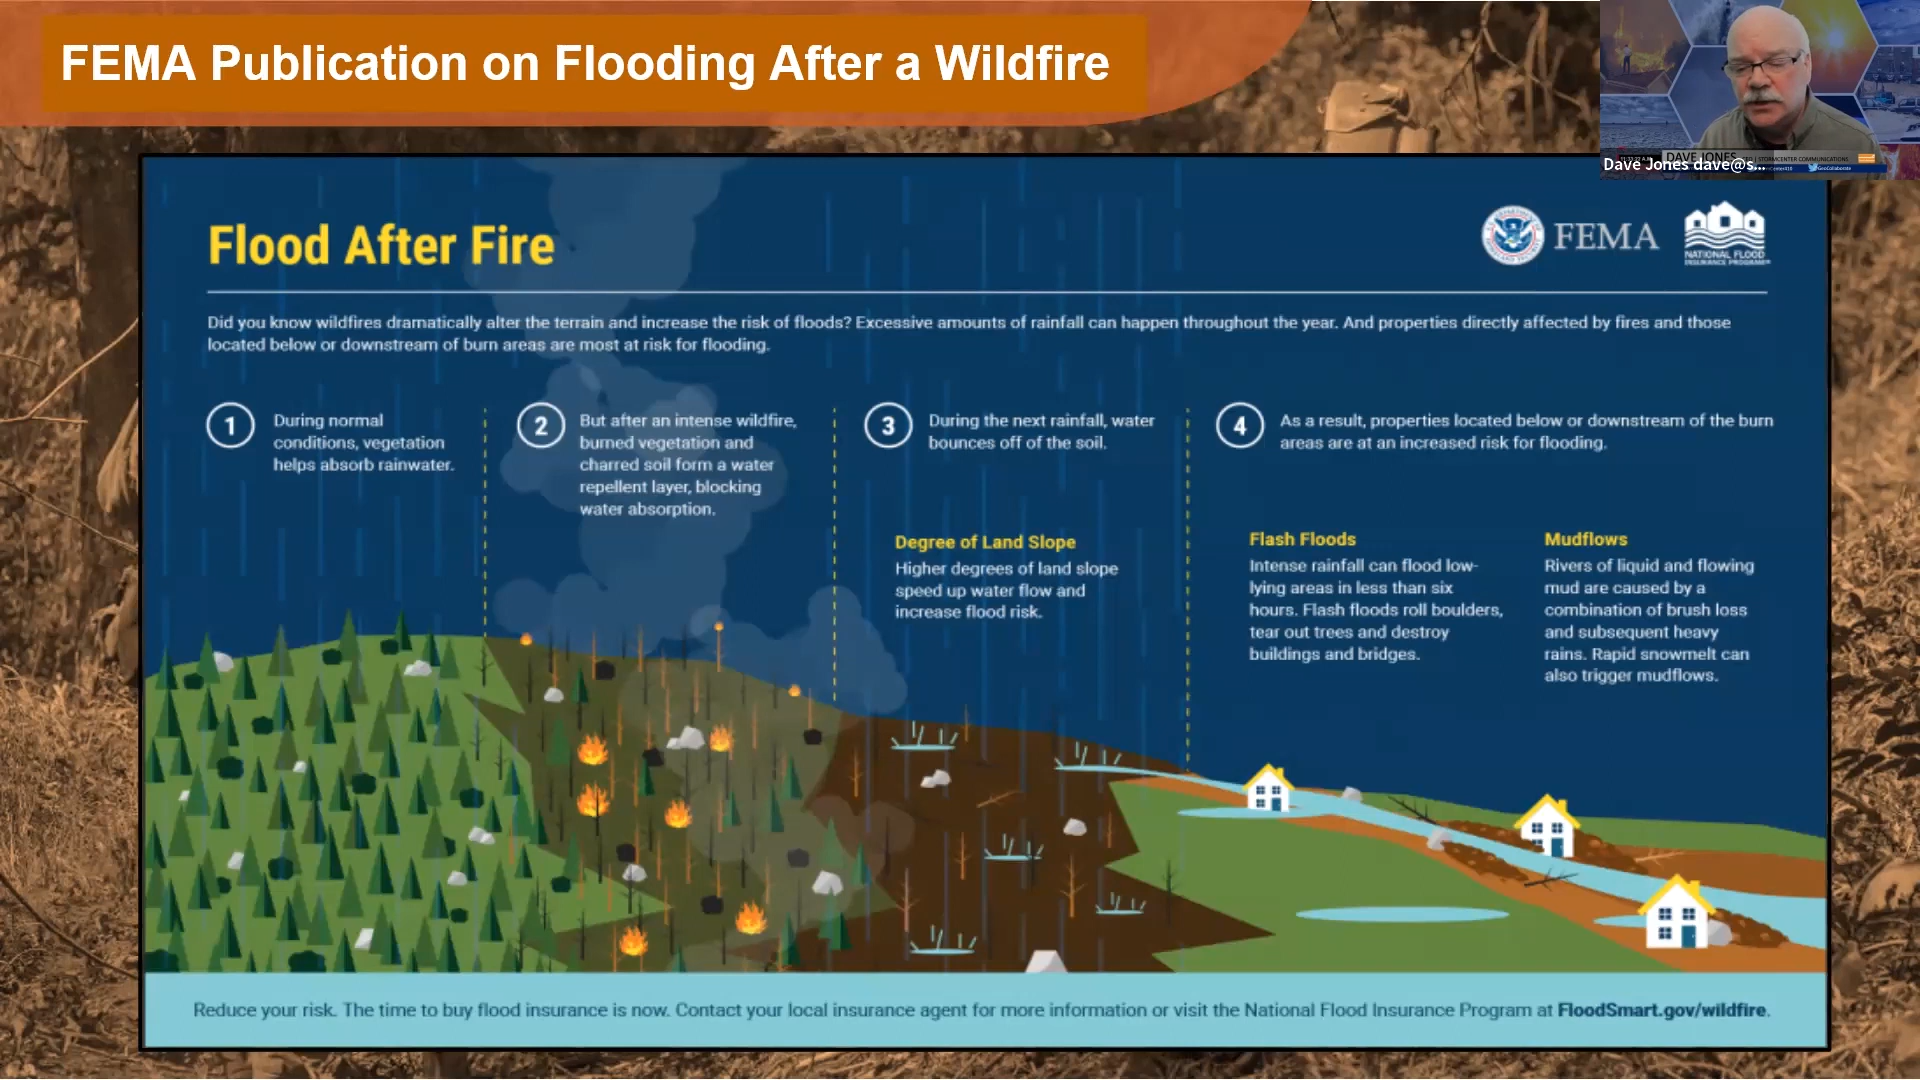 FEMA Publication on Flooding After a Wildfire
DAVE JONES
STORMCENTER COMMUNICATIONS
Dave Jones dave@s...
GeoCollaborate
Flood After Fire
FEMA
NATIONAL FLOOD
INSURANCE PROGRAM
Did you know wildfires dramatically alter the terrain and increase the risk of floods? Excessive amounts of rainfall can happen throughout the year. And properties directly affected by fires and those
located below or downstream of burn areas are most at risk for flooding.
1
During normal
conditions, vegetation
helps absorb rainwater.
2
But after an intense wildfire,
burned vegetation and
charred soil form a water
repellent layer, blocking
water absorption.
3
During the next rainfall, water
bounces off of the soil.
Degree of Land Slope
Higher degrees of land slope
speed up water flow and
increase flood risk.
4
As a result, properties located below or downstream of the burn
areas are at an increased risk for flooding.
Flash Floods
Intense rainfall can flood low-
lying areas in less than six
hours. Flash floods roll boulders,
tear out trees and destroy
buildings and bridges.
Mudflows
Rivers of liquid and flowing
mud are caused by a
combination of brush loss
and subsequent heavy
rains. Rapid snowmelt can
also trigger mudflows.
Reduce your risk. The time to buy flood insurance is now. Contact your local insurance agent for more information or visit the National Flood Insurance Program at FloodSmart.gov/wildfire.